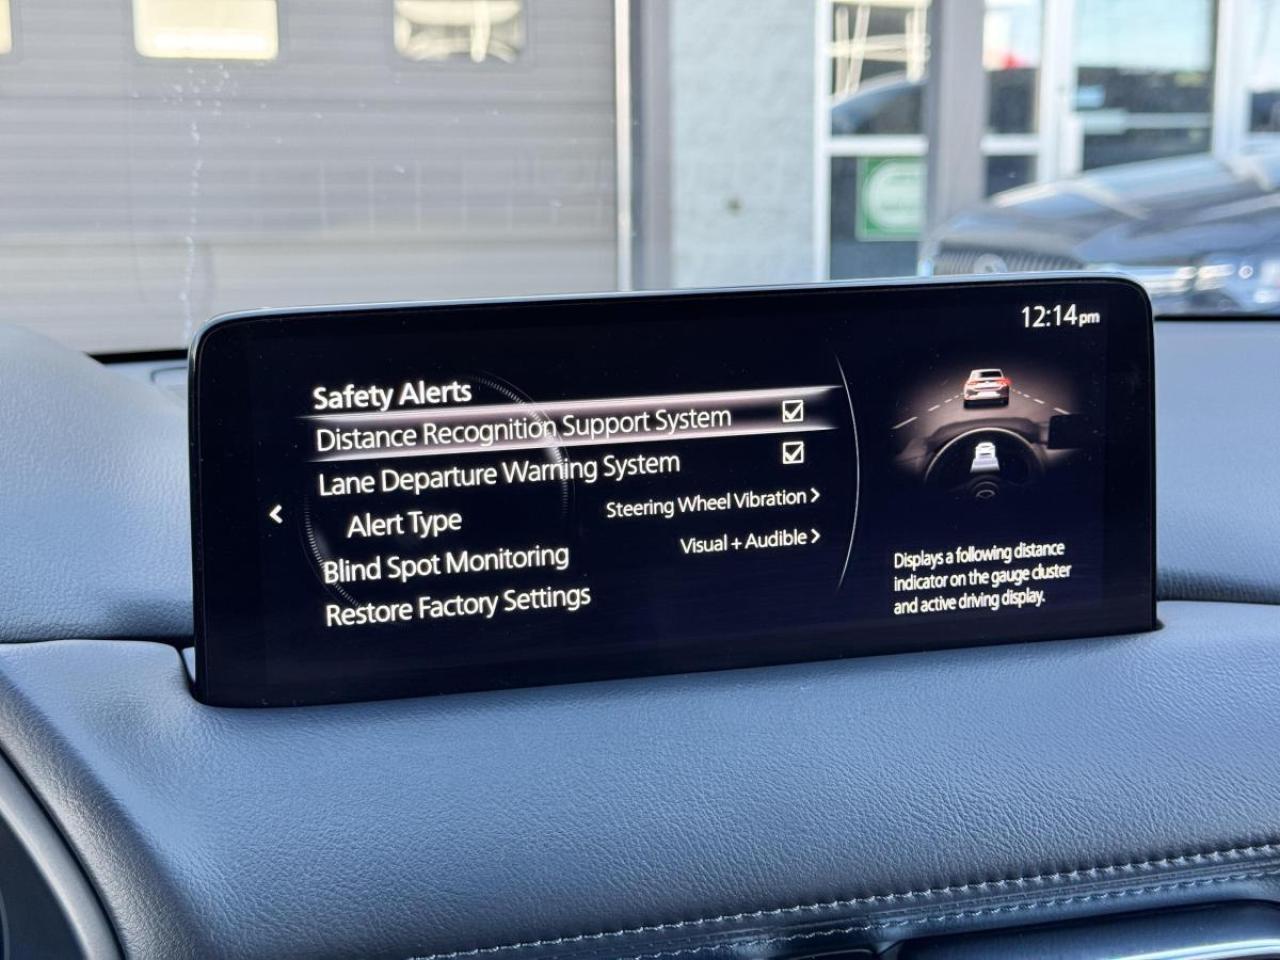 12:14pm
Safety Alerts
Distance Recognition Support System
Lane Departure Warning System
Alert Type
Steering Wheel Vibration >
Blind Spot Monitoring
Visual + Audible >
Restore Factory Settings
Displays a following distance
indicator on the gauge cluster
and active driving display.